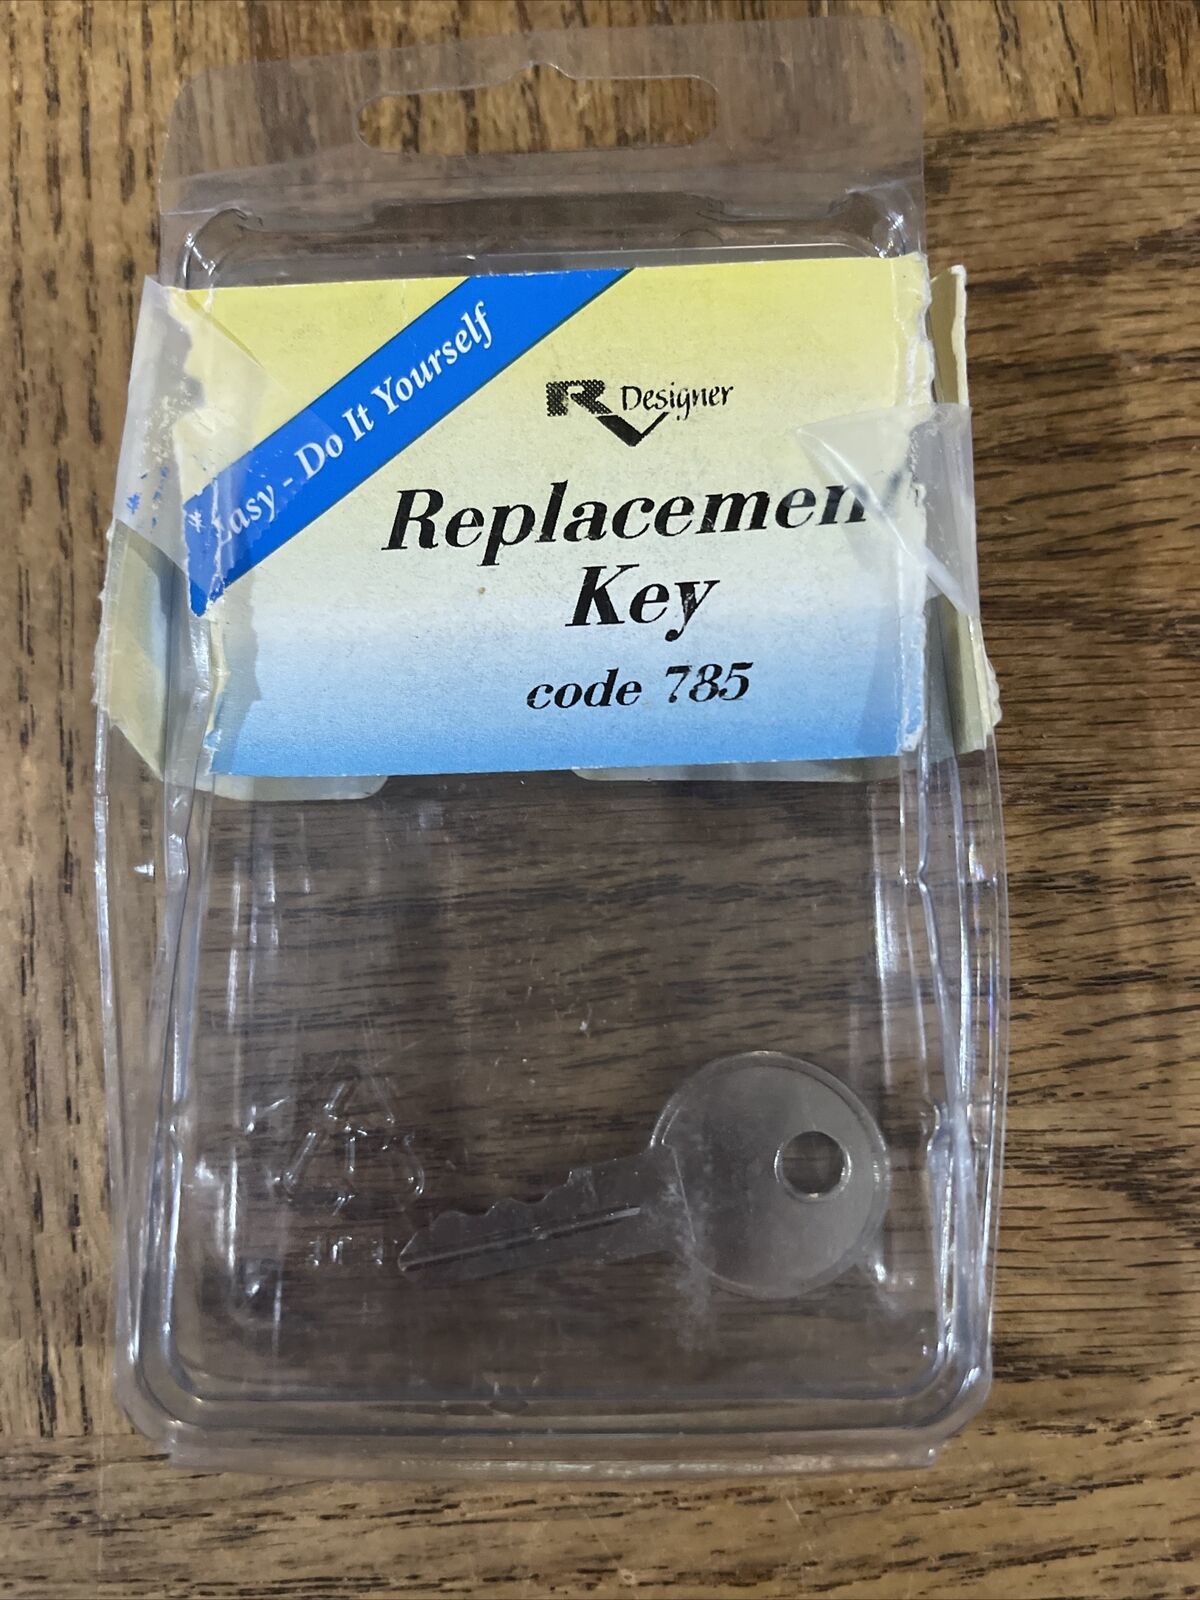 * Easy - Do It Yourself
RV Designer
Replacemen
Key
code 785